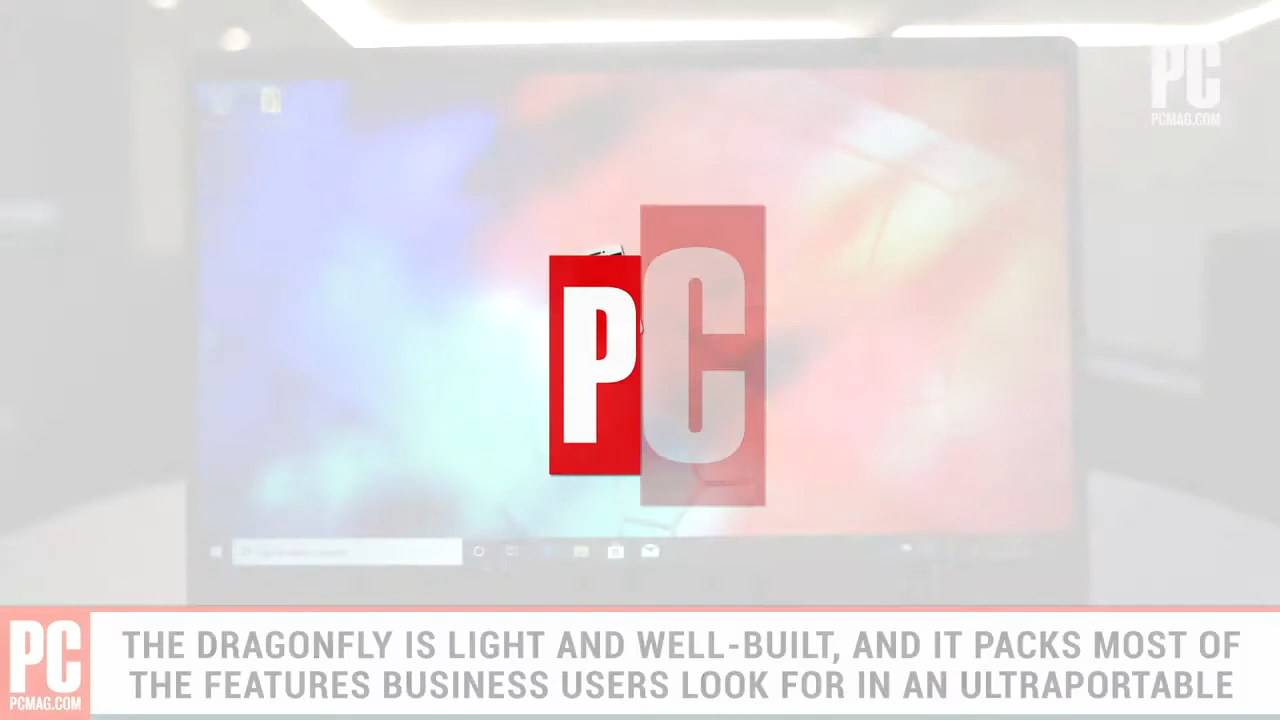 PC
PCMAG.COM
PC
PC
PCMAG.COM
THE DRAGONFLY IS LIGHT AND WELL-BUILT, AND IT PACKS MOST OF
THE FEATURES BUSINESS USERS LOOK FOR IN AN ULTRAPORTABLE